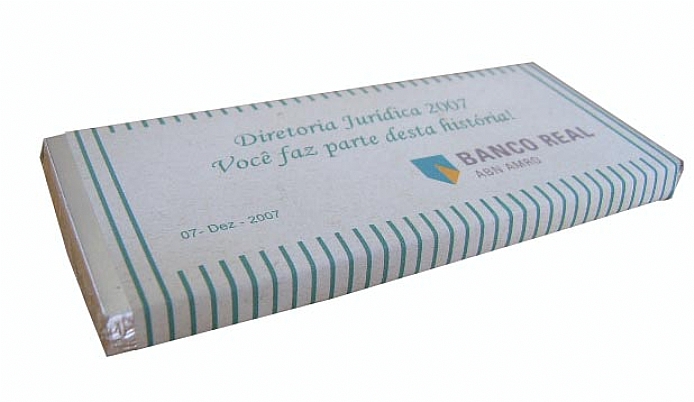 Diretoria Jurídica 2007
Você faz parte desta história!
BANCO REAL
ABN AMRO
07- Dez - 2007